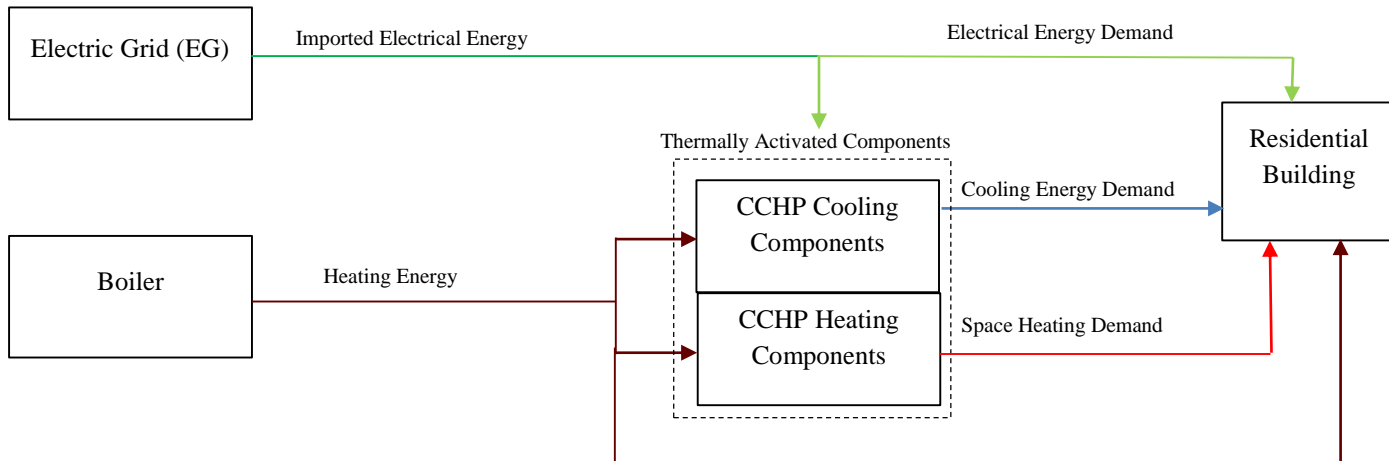 Electric Grid (EG)
Imported Electrical Energy
Electrical Energy Demand
Thermally Activated Components
Residential
Building
CCHP Cooling
Components
Cooling Energy Demand
Boiler
Heating Energy
CCHP Heating
Components
Space Heating Demand